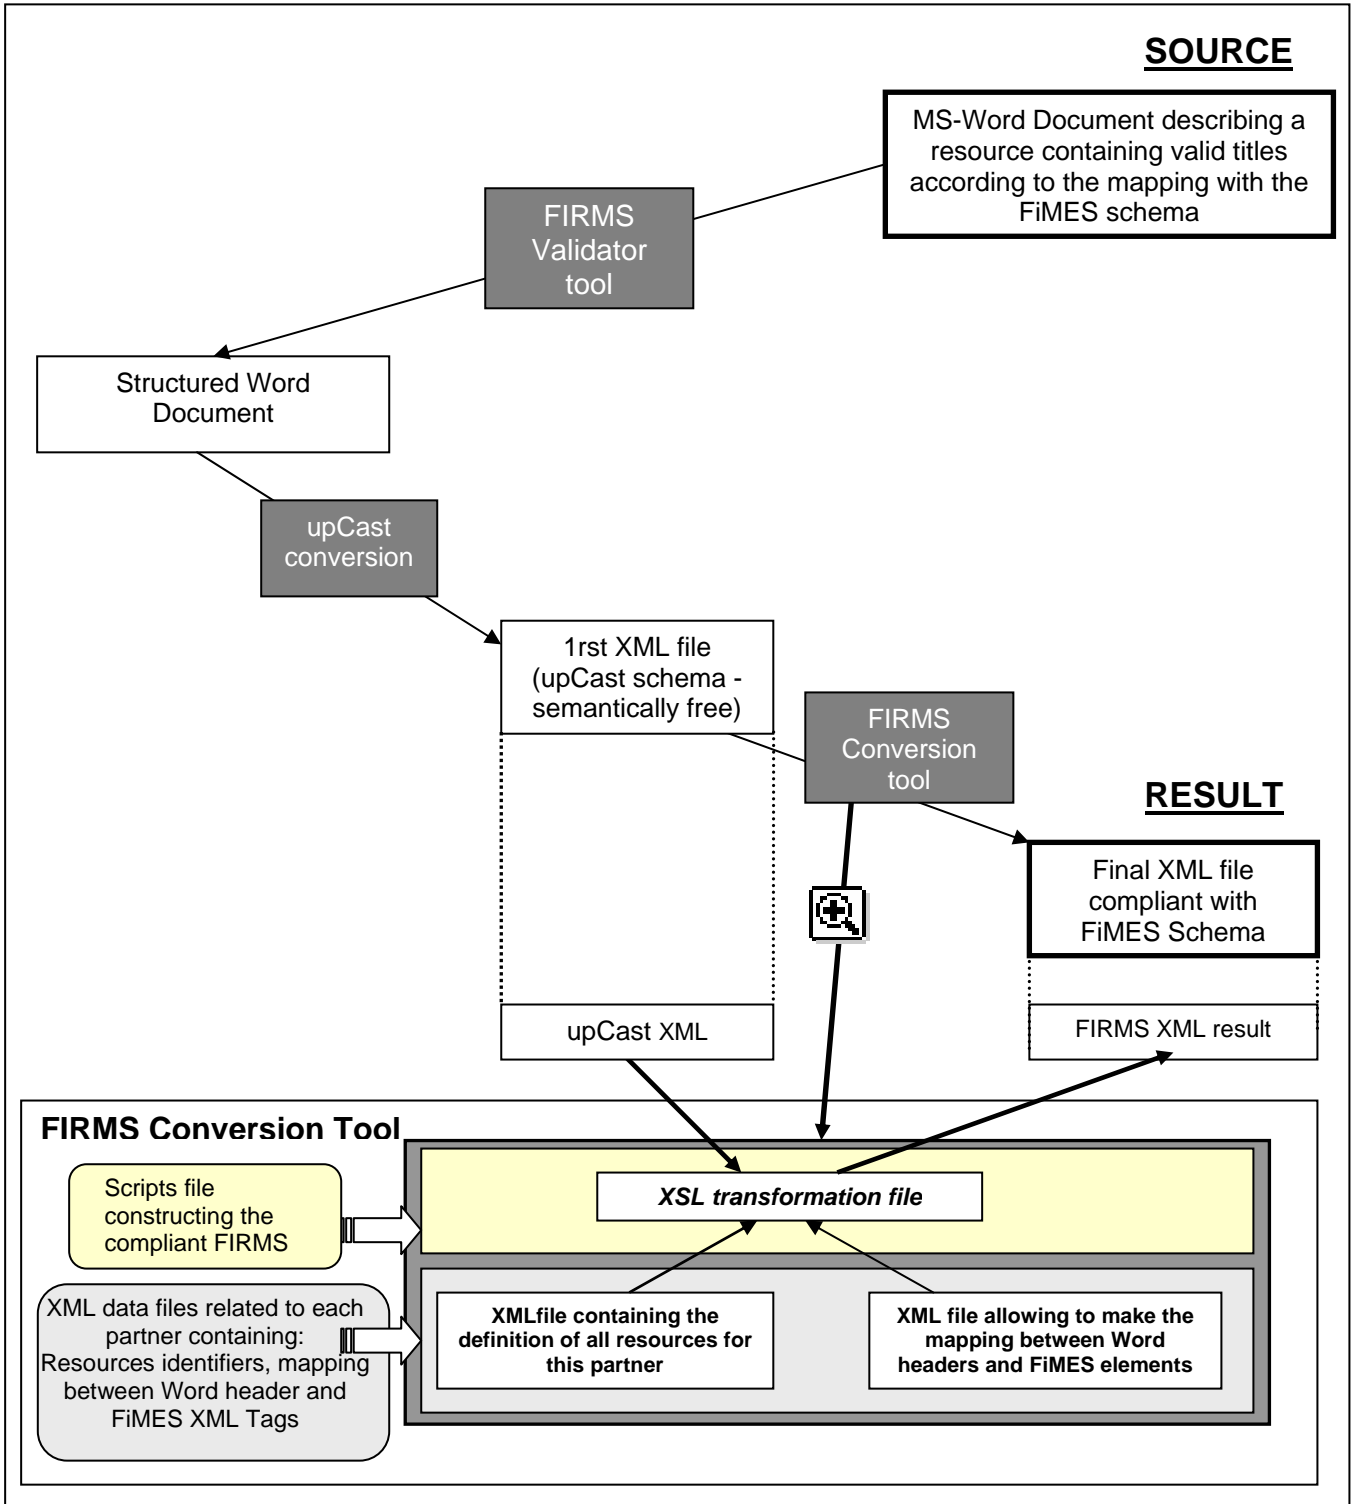 SOURCE
MS-Word Document describing a
resource containing valid titles
according to the mapping with the
FiMES schema
FIRMS
Validator
tool
Structured Word
Document
upCast
conversion
1rst XML file
(upCast schema -
semantically free)
FIRMS
Conversion
tool
RESULT
Final XML file
compliant with
FiMES Schema
upCast XML
FIRMS XML result
FIRMS Conversion Tool
Scripts file
constructing the
compliant FIRMS
XSL transformation file
XML data files related to each
partner containing:
Resources identifiers, mapping
between Word header and
FiMES XML Tags
XMLfile containing the
definition of all resources for
this partner
XML file allowing to make the
mapping between Word
headers and FiMES elements